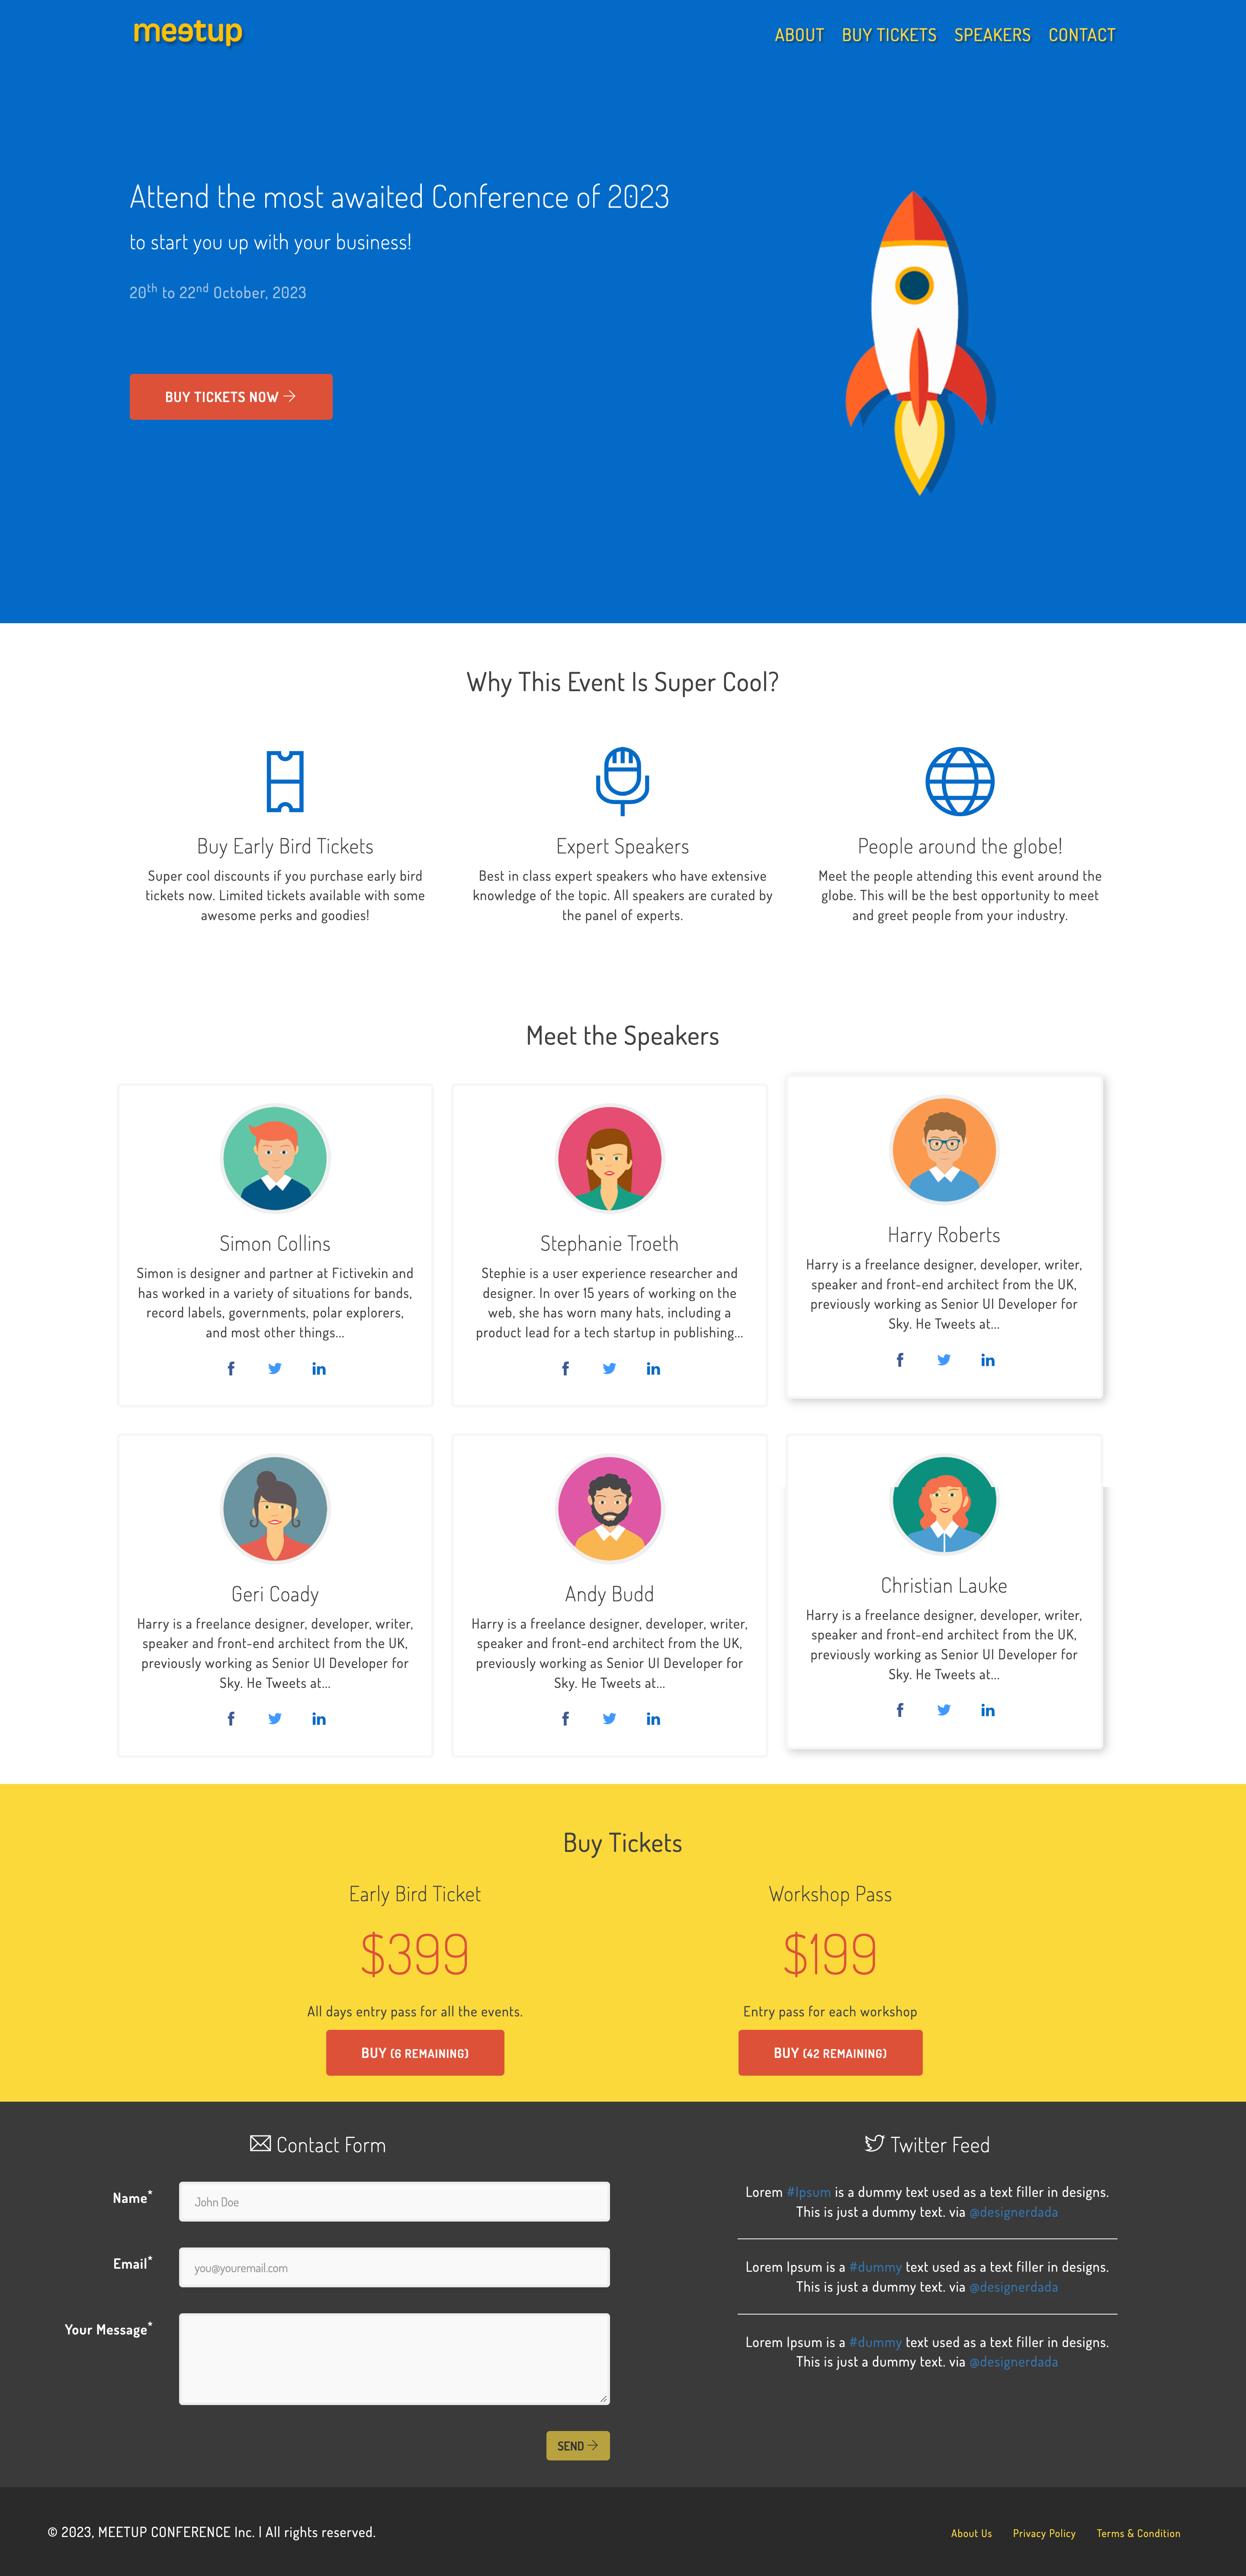 meetup
ABOUT BUY TICKETS SPEAKERS CONTACT
Attend the most awaited Conference of 2023
to start you up with your business!
20th to 22nd October, 2023
BUY TICKETS NOW
Why This Event Is Super Cool?
Buy Early Bird Tickets
Super cool discounts if you purchase early bird
tickets now. Limited tickets available with some
awesome perks and goodies!
Expert Speakers
Best in class expert speakers who have extensive
knowledge of the topic. All speakers are curated by
the panel of experts.
People around the globe!
Meet the people attending this event around the
globe. This will be the best opportunity to meet
and greet people from your industry.
Meet the Speakers
Simon Collins
Simon is designer and partner at Fictivekin and
has worked in a variety of situations for bands,
record labels, governments, polar explorers,
and most other things...
Stephanie Troeth
Stephie is a user experience researcher and
designer. In over 15 years of working on the
web, she has worn many hats, including a
product lead for a tech startup in publishing...
Harry Roberts
Harry is a freelance designer, developer, writer,
speaker and front-end architect from the UK,
previously working as Senior UI Developer for
Sky. He Tweets at...
Geri Coady
Harry is a freelance designer, developer, writer,
speaker and front-end architect from the UK,
previously working as Senior UI Developer for
Sky. He Tweets at...
Andy Budd
Harry is a freelance designer, developer, writer,
speaker and front-end architect from the UK,
previously working as Senior UI Developer for
Sky. He Tweets at...
Christian Lauke
Harry is a freelance designer, developer, writer,
speaker and front-end architect from the UK,
previously working as Senior UI Developer for
Sky. He Tweets at...
Buy Tickets
Early Bird Ticket
$399
All days entry pass for all the events.
BUY (6 REMAINING)
Workshop Pass
$199
Entry pass for each workshop
BUY (42 REMAINING)
Contact Form
Name*
John Doe
Email*
you@youremail.com
Your Message*
SEND
Twitter Feed
Lorem #Ipsum is a dummy text used as a text filler in designs.
This is just a dummy text. via @designerdada
Lorem Ipsum is a #dummy text used as a text filler in designs.
This is just a dummy text. via @designerdada
Lorem Ipsum is a #dummy text used as a text filler in designs.
This is just a dummy text. via @designerdada
© 2023, MEETUP CONFERENCE Inc. | All rights reserved.
About Us Privacy Policy Terms & Condition